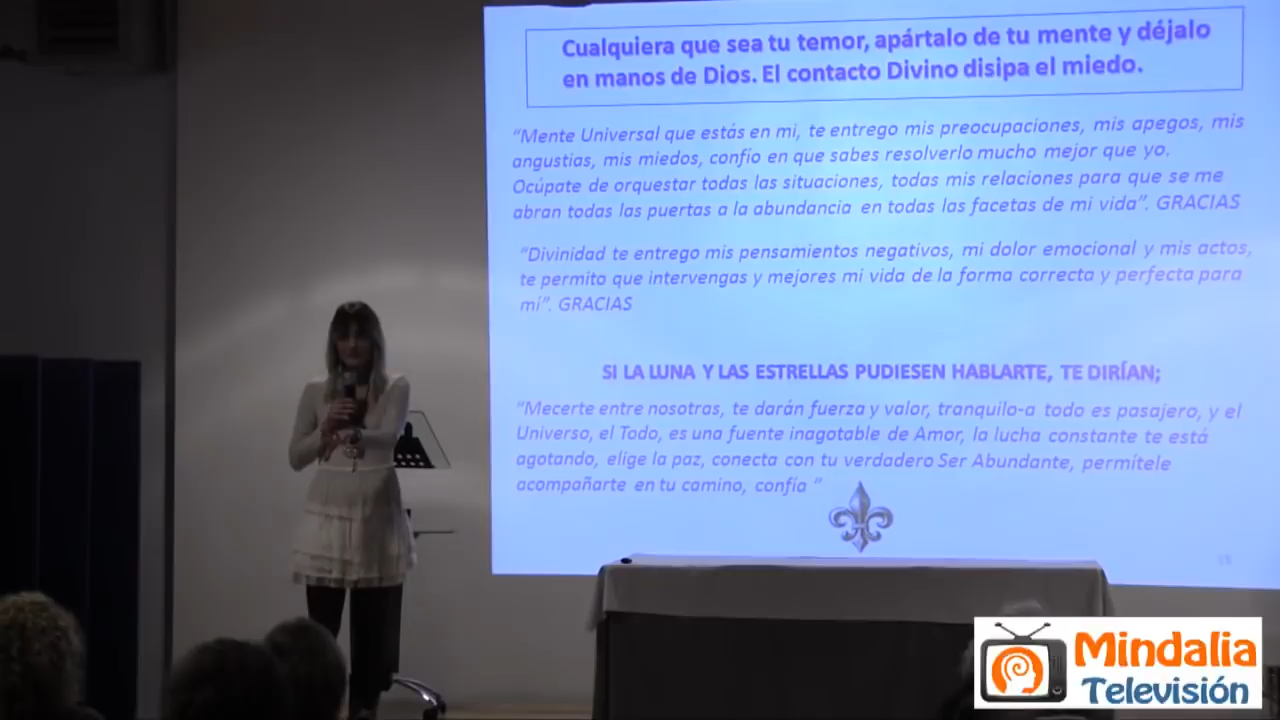 Cualquiera que sea tu temor, apártalo de tu mente y déjalo
en manos de Dios. El contacto Divino disipa el miedo.
“Mente Universal que estás en mi, te entrego mis preocupaciones, mis apegos, mis
angustias, mis miedos, confío en que sabes resolverlo mucho mejor que yo.
Ocúpate de orquestar todas las situaciones, todas mis relaciones para que se me
abran todas las puertas a la abundancia en todas las facetas de mi vida”. GRACIAS
“Divinidad te entrego mis pensamientos negativos, mi dolor emocional y mis actos,
te permito que intervengas y mejores mi vida de la forma correcta y perfecta para
mí”. GRACIAS
SI LA LUNA Y LAS ESTRELLAS PUDIESEN HABLARTE, TE DIRÍAN;
“Mecerte entre nosotras, te darán fuerza y valor, tranquilo-a todo es pasajero, y el
Universo, el Todo, es una fuente inagotable de Amor, la lucha constante te está
agotando, elige la paz, conecta con tu verdadero Ser Abundante, permítele
acompañarte en tu camino, confía ”
Mindalia
Televisión